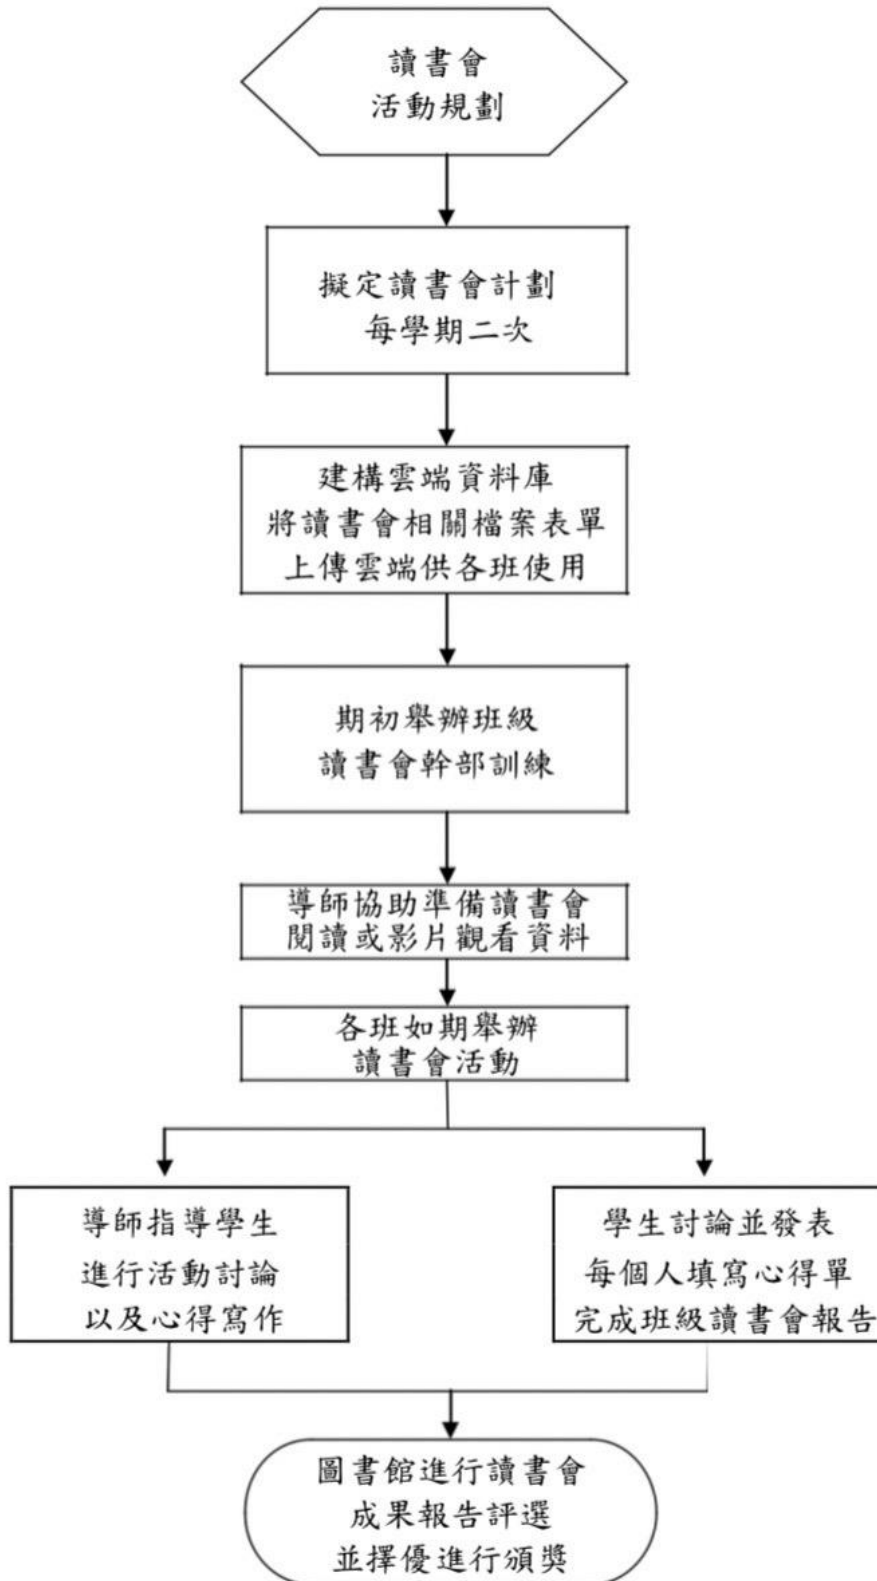 讀書會
活動規劃
擬定讀書會計劃
每學期二次
建構雲端資料庫
將讀書會相關檔案表單
上傳雲端供各班使用
期初舉辦班級
讀書會幹部訓練
導師協助準備讀書會
閱讀或影片觀看資料
各班如期舉辦
讀書會活動
導師指導學生
進行活動討論
以及心得寫作
學生討論並發表
每個人填寫心得單
完成班級讀書會報告
圖書館進行讀書會
成果報告評選
並擇優進行頒獎